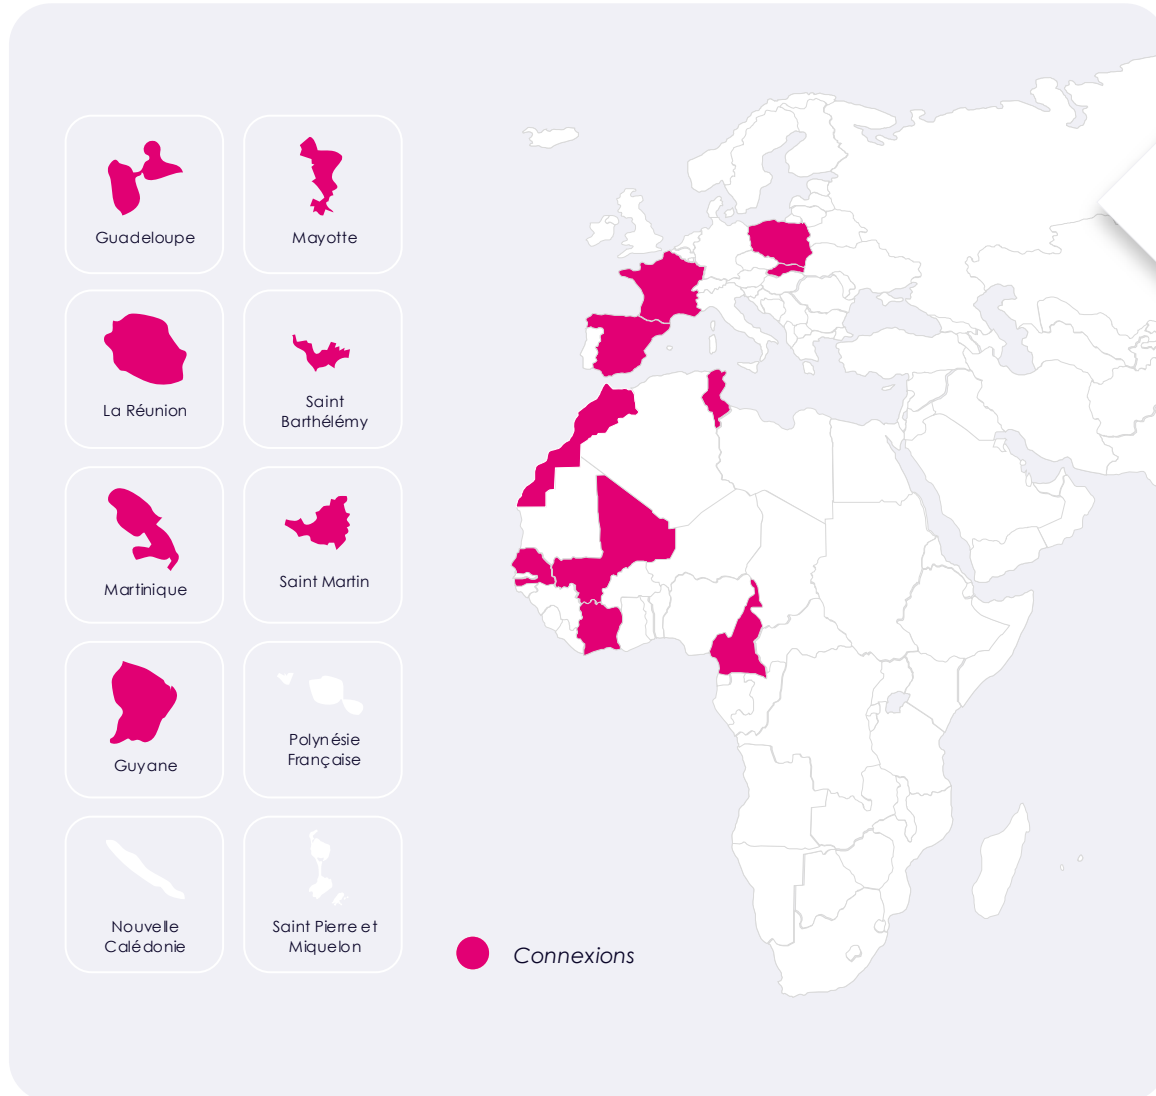 Guadeloupe
Mayotte
La Réunion
Saint
Barthélémy
Martinique
Saint Martin
Guyane
Polynésie
Française
Nouvelle
Calédonie
Saint Pierre et
Miquelon
Connexions